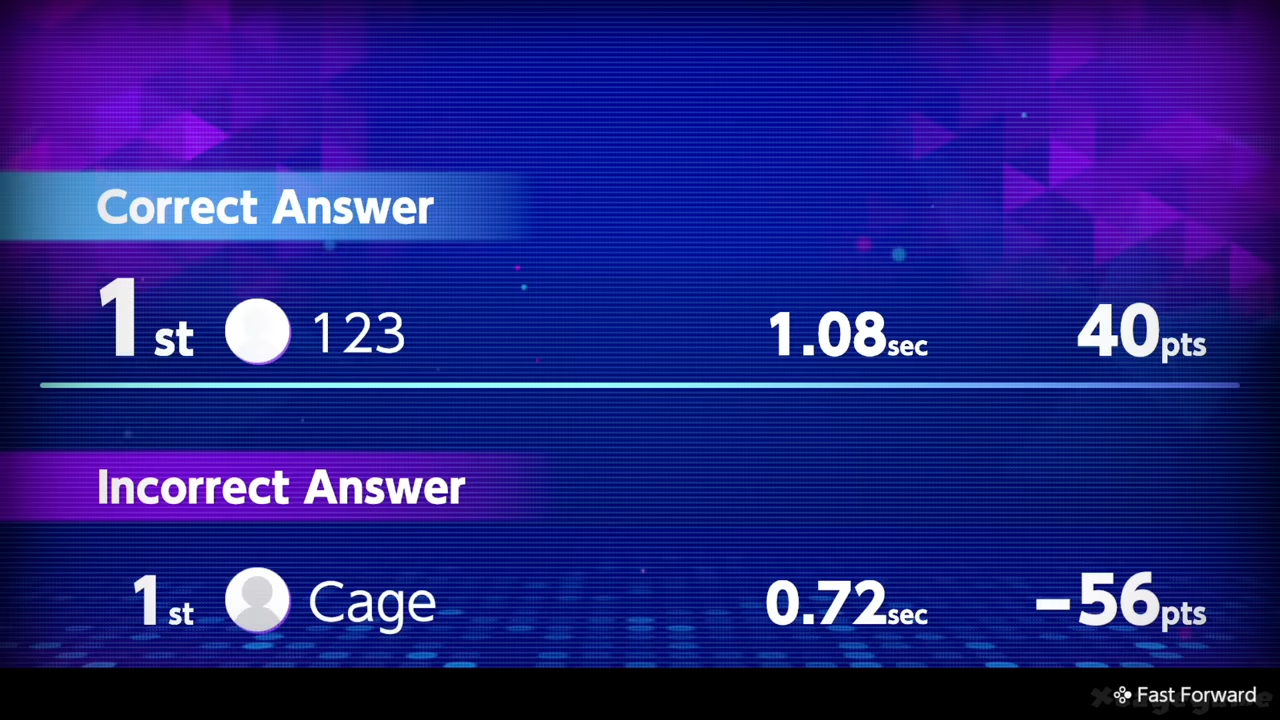 Correct Answer
1st 123 1.08sec 40pts
Incorrect Answer
1st Cage 0.72sec -56pts
Fast Forward